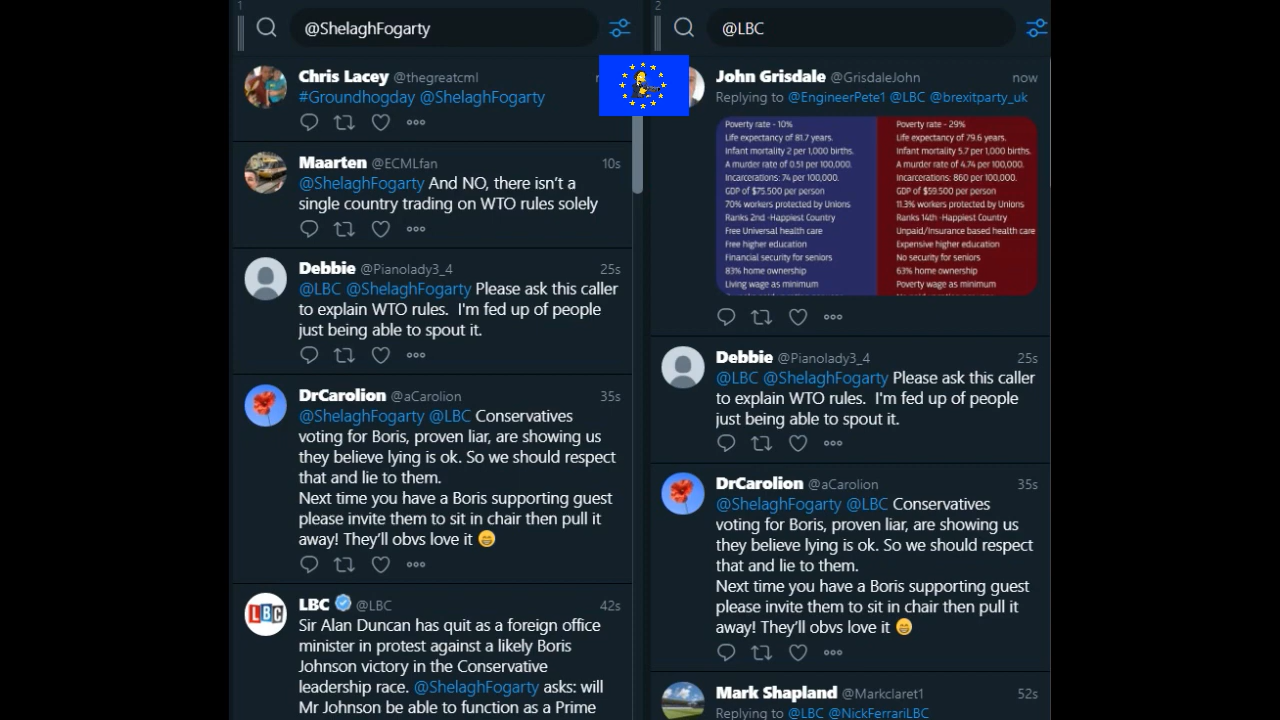 1
@ShelaghFogarty
Chris Lacey @thegreatcml
#Groundhogday @ShelaghFogarty
Maarten @ECMLfan 10s
@ShelaghFogarty And NO, there isn't a
single country trading on WTO rules solely
Debbie @Pianolady3_4 25s
@LBC @ShelaghFogarty Please ask this caller
to explain WTO rules. I'm fed up of people
just being able to spout it.
DrCarolion @aCarolion 35s
@ShelaghFogarty @LBC Conservatives
voting for Boris, proven liar, are showing us
they believe lying is ok. So we should respect
that and lie to them.
Next time you have a Boris supporting guest
please invite them to sit in chair then pull it
away! They'll obvs love it 😁
LBC
LBC @LBC 42s
Sir Alan Duncan has quit as a foreign office
minister in protest against a likely Boris
Johnson victory in the Conservative
leadership race. @ShelaghFogarty asks: will
Mr Johnson be able to function as a Prime
2
@LBC
John Grisdale @GrisdaleJohn now
Replying to @EngineerPete1 @LBC @brexitparty_uk
Poverty rate - 10%
Life expectancy of 81.7 years.
Infant mortality 2 per 1,000 births.
A murder rate of 0.51 per 100,000.
Incarcerations: 74 per 100,000.
GDP of $75,500 per person
70% workers protected by Unions
Ranks 2nd -Happiest Country
Free Universal health care
Free higher education
Financial security for seniors
83% home ownership
Living wage as minimum
Poverty rate - 29%
Life expectancy of 79.6 years.
Infant mortality 5.7 per 1,000 births.
A murder rate of 4.74 per 100,000.
Incarcerations: 860 per 100,000.
GDP of $59,500 per person
11.3% workers protected by Unions
Ranks 14th -Happiest Country
Unpaid/Insurance based health care
Expensive higher education
No security for seniors
63% home ownership
Poverty wage as minimum
Debbie @Pianolady3_4 25s
@LBC @ShelaghFogarty Please ask this caller
to explain WTO rules. I'm fed up of people
just being able to spout it.
DrCarolion @aCarolion 35s
@ShelaghFogarty @LBC Conservatives
voting for Boris, proven liar, are showing us
they believe lying is ok. So we should respect
that and lie to them.
Next time you have a Boris supporting guest
please invite them to sit in chair then pull it
away! They'll obvs love it 😁
Mark Shapland @Markclaret1 52s
Replying to @LBC @NickFerrariLBC